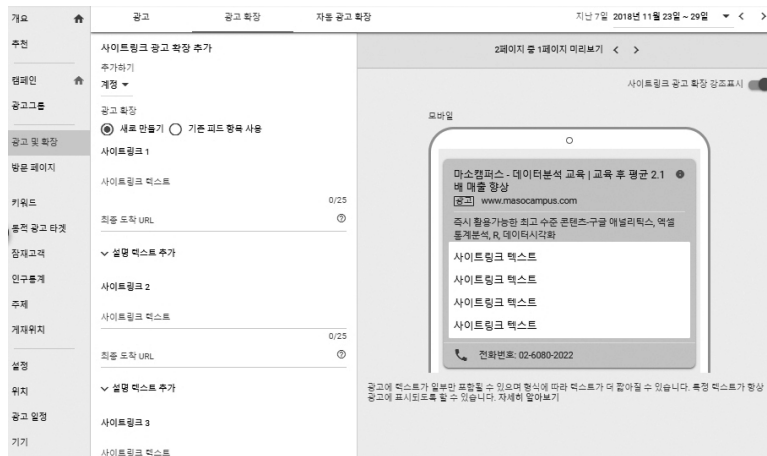 개요
추천
캠페인
광고그룹
광고 및 확장
방문 페이지
키워드
동적 광고 타겟
잠재고객
인구통계
주제
게재위치
설정
위치
광고 일정
기기
광고 광고 확장 자동 광고 확장 지난 7일 2018년 11월 23일~29일
사이트링크 광고 확장 추가
추가하기
계정
광고 확장
새로 만들기 기존 피드 항목 사용
사이트링크 1
사이트링크 텍스트
0/25
최종 도착 URL
설명 텍스트 추가
사이트링크 2
사이트링크 텍스트
0/25
최종 도착 URL
설명 텍스트 추가
사이트링크 3
사이트링크 텍스트
2페이지 중 1페이지 미리보기
사이트링크 광고 확장 강조표시
모바일
마소캠퍼스 - 데이터분석 교육 | 교육 후 평균 2.1
배 매출 향상
광고 www.masocampus.com
즉시 활용가능한 최고 수준 콘텐츠-구글 애널리틱스, 엑셀
통계분석, R, 데이터시각화
사이트링크 텍스트
사이트링크 텍스트
사이트링크 텍스트
사이트링크 텍스트
전화번호: 02-6080-2022
광고에 텍스트가 일부만 포함될 수 있으며 형식에 따라 텍스트가 더 짧아질 수 있습니다. 특정 텍스트가 항상
광고에 표시되도록 할 수 있습니다. 자세히 알아보기